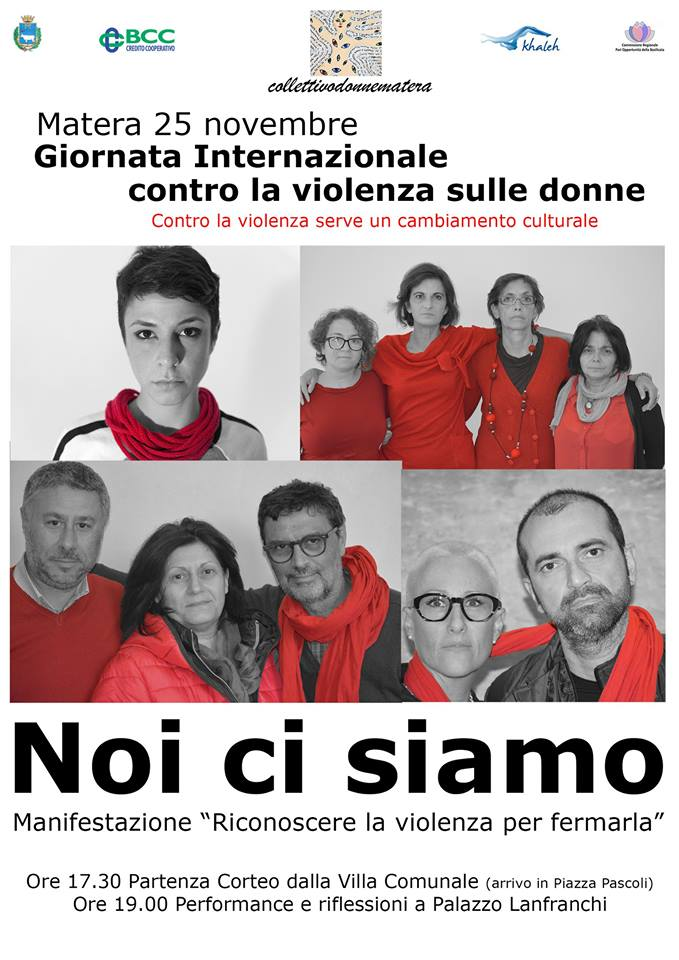 BCC
CREDITO COOPERATIVO
khaleh
Commissione Regionale
Pari Opportunità della Basilicata
collettivodonnematera
Matera 25 novembre
Giornata Internazionale
contro la violenza sulle donne
Contro la violenza serve un cambiamento culturale
Noi ci siamo
Manifestazione “Riconoscere la violenza per fermarla”
Ore 17.30 Partenza Corteo dalla Villa Comunale (arrivo in Piazza Pascoli)
Ore 19.00 Performance e riflessioni a Palazzo Lanfranchi